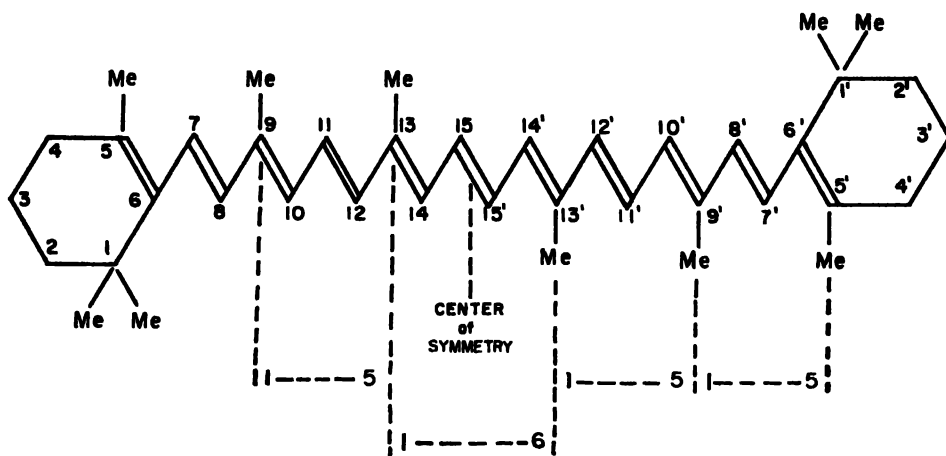 Me Me
1' 2'
Me Me Me
7 9 11 13 15 14' 12' 10' 8' 6' 3'
4 5
3 6 8 10 12 14 15' 13' 11' 9' 7' 5' 4'
2 1
Me Me Me
Me Me
CENTER
of
SYMMETRY
1 5 1 5 1 5
1 6